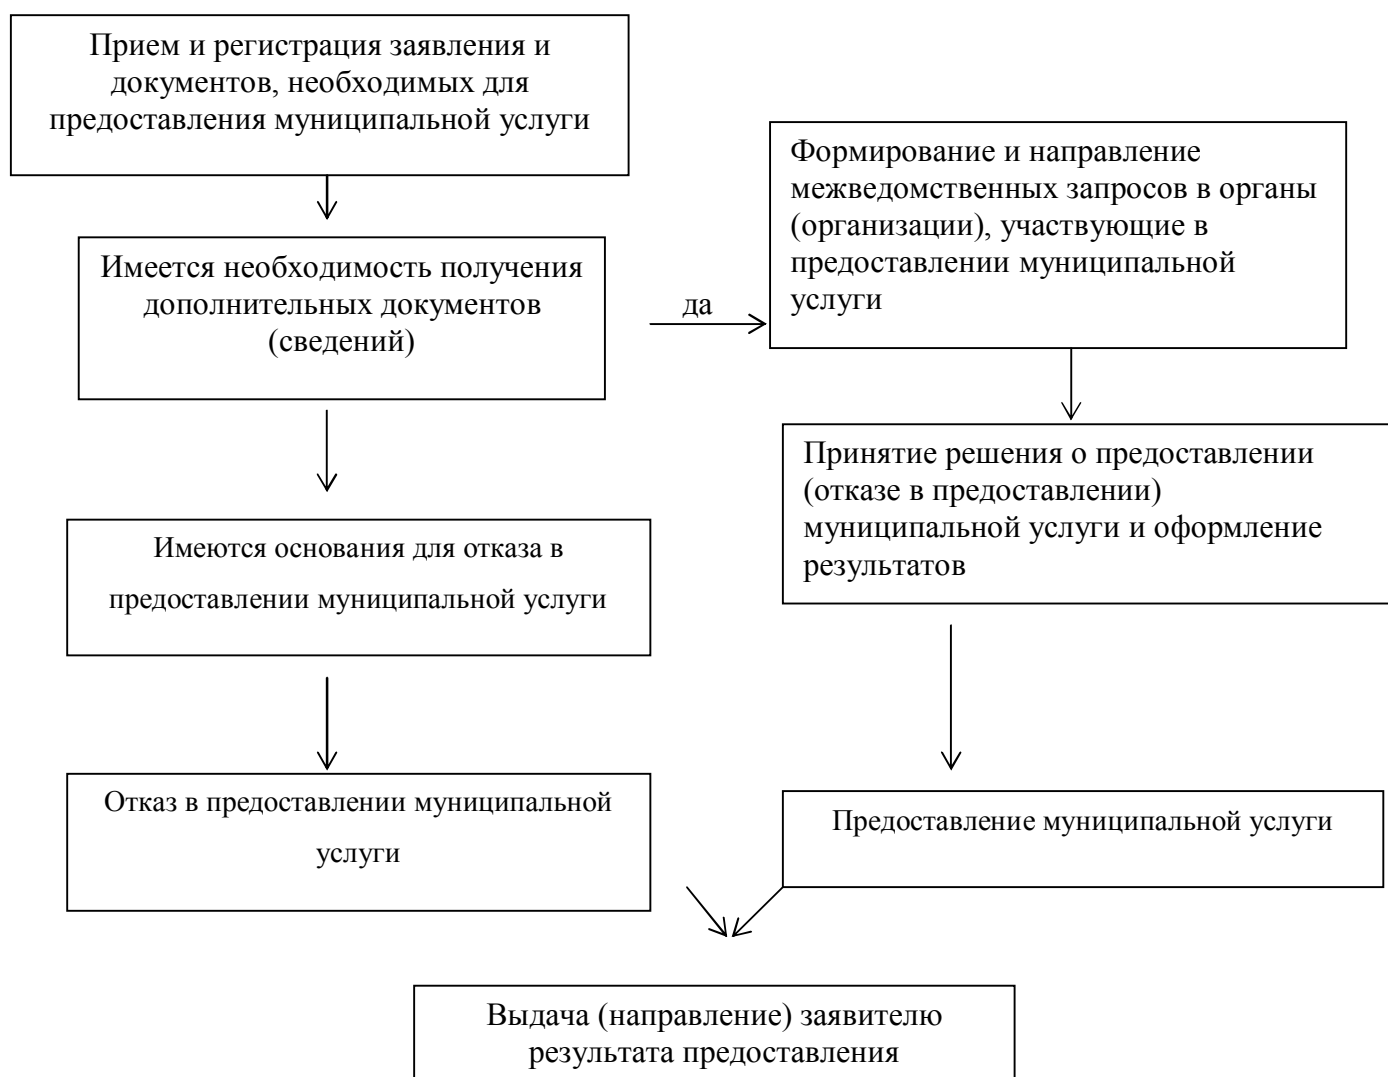 Прием и регистрация заявления и
документов, необходимых для
предоставления муниципальной услуги
Формирование и направление
межведомственных запросов в органы
(организации), участвующие в
предоставлении муниципальной
услуги
Имеется необходимость получения
дополнительных документов
(сведений)
да
Принятие решения о предоставлении
(отказе в предоставлении)
муниципальной услуги и оформление
результатов
Имеются основания для отказа в
предоставлении муниципальной услуги
Отказ в предоставлении муниципальной
услуги
Предоставление муниципальной услуги
Выдача (направление) заявителю
результата предоставления